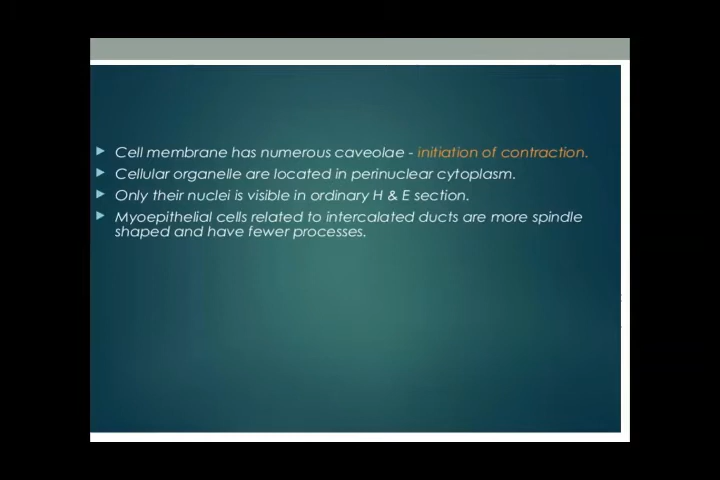 Cell membrane has numerous caveolae - initiation of contraction.
Cellular organelle are located in perinuclear cytoplasm.
Only their nuclei is visible in ordinary H & E section.
Myoepithelial cells related to intercalated ducts are more spindle
shaped and have fewer processes.